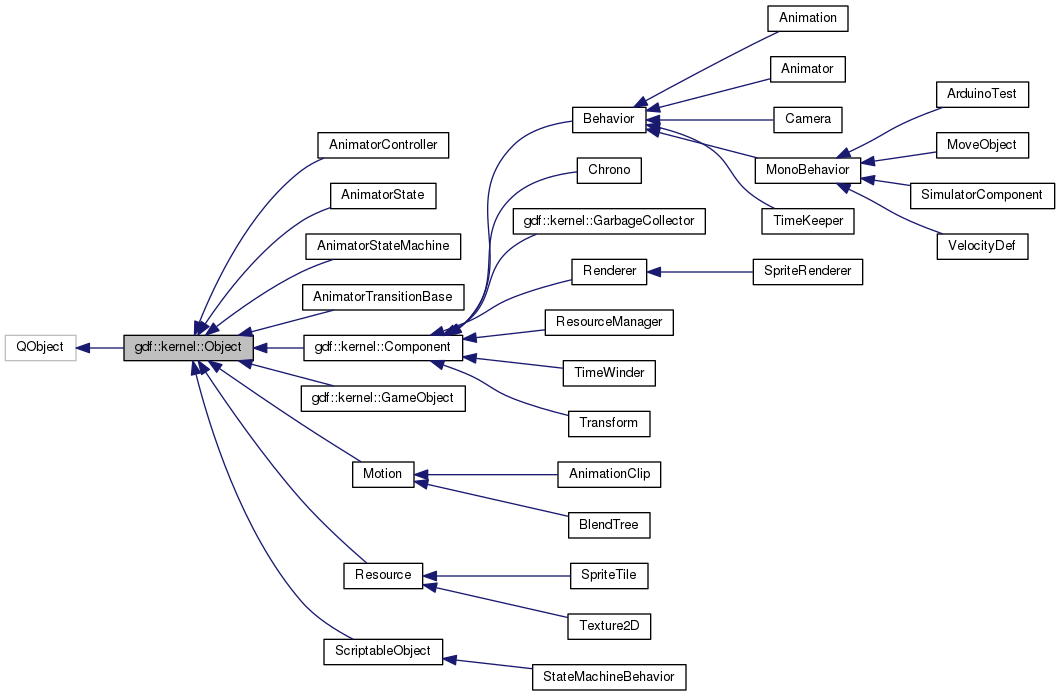 Animation
Animator
Camera
MonoBehavior
TimeKeeper
ArduinoTest
MoveObject
SimulatorComponent
VelocityDef
Behavior
Chrono
gdf::kernel::GarbageCollector
Renderer
SpriteRenderer
ResourceManager
TimeWinder
Transform
AnimatorController
AnimatorState
AnimatorStateMachine
AnimatorTransitionBase
QObject
gdf::kernel::Object
gdf::kernel::Component
gdf::kernel::GameObject
Motion
AnimationClip
BlendTree
Resource
SpriteTile
Texture2D
ScriptableObject
StateMachineBehavior